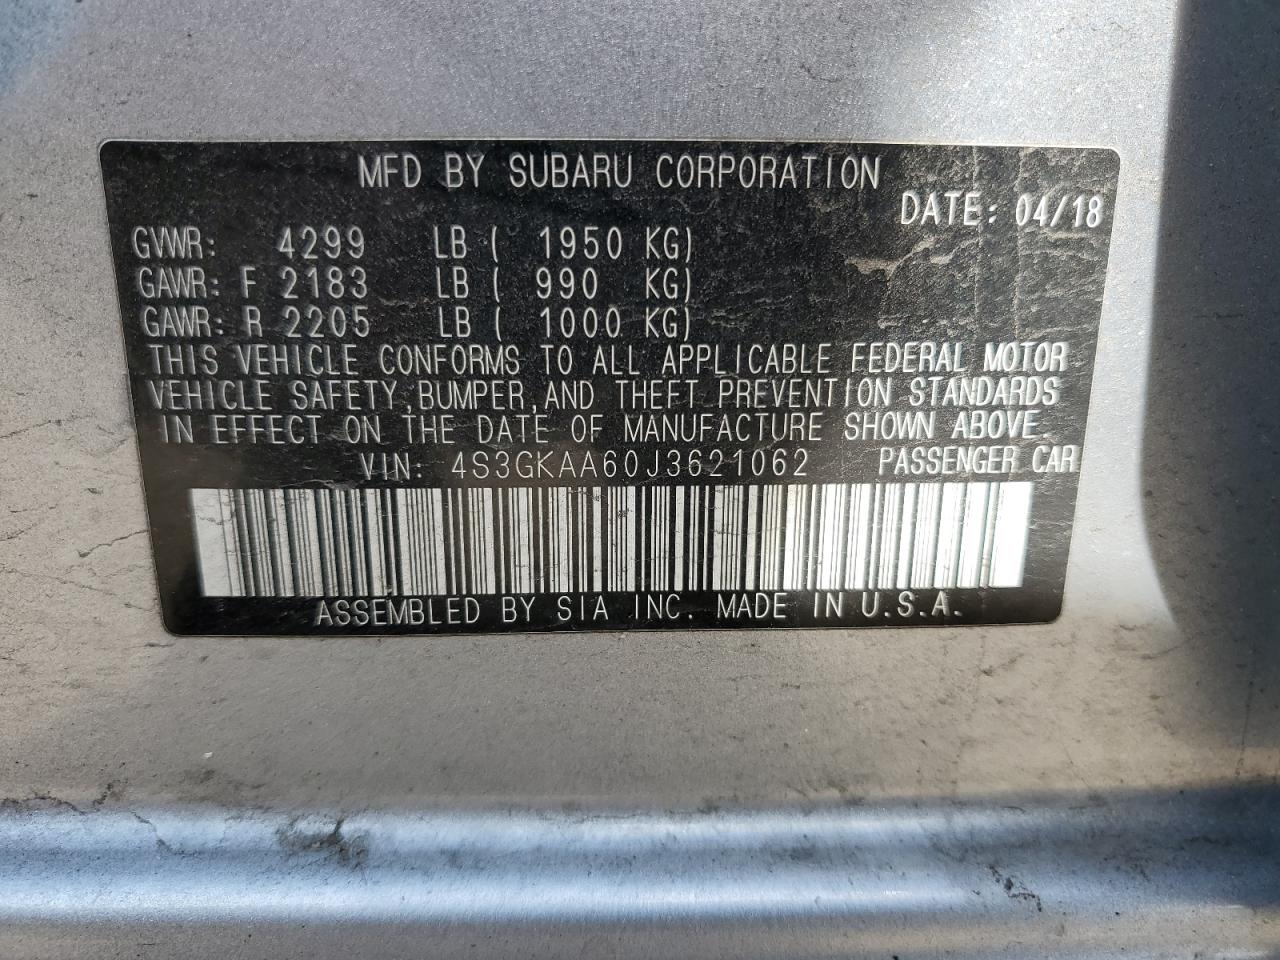 MFD BY SUBARU CORPORATION
DATE: 04/18
GVWR: 4299 LB ( 1950 KG)
GAWR: F 2183 LB ( 990 KG)
GAWR: R 2205 LB ( 1000 KG)
THIS VEHICLE CONFORMS TO ALL APPLICABLE FEDERAL MOTOR
VEHICLE SAFETY, BUMPER, AND THEFT PREVENTION STANDARDS
IN EFFECT ON THE DATE OF MANUFACTURE SHOWN ABOVE.
VIN: 4S3GKAA60J3621062 PASSENGER CAR
ASSEMBLED BY SIA INC. MADE IN U.S.A.